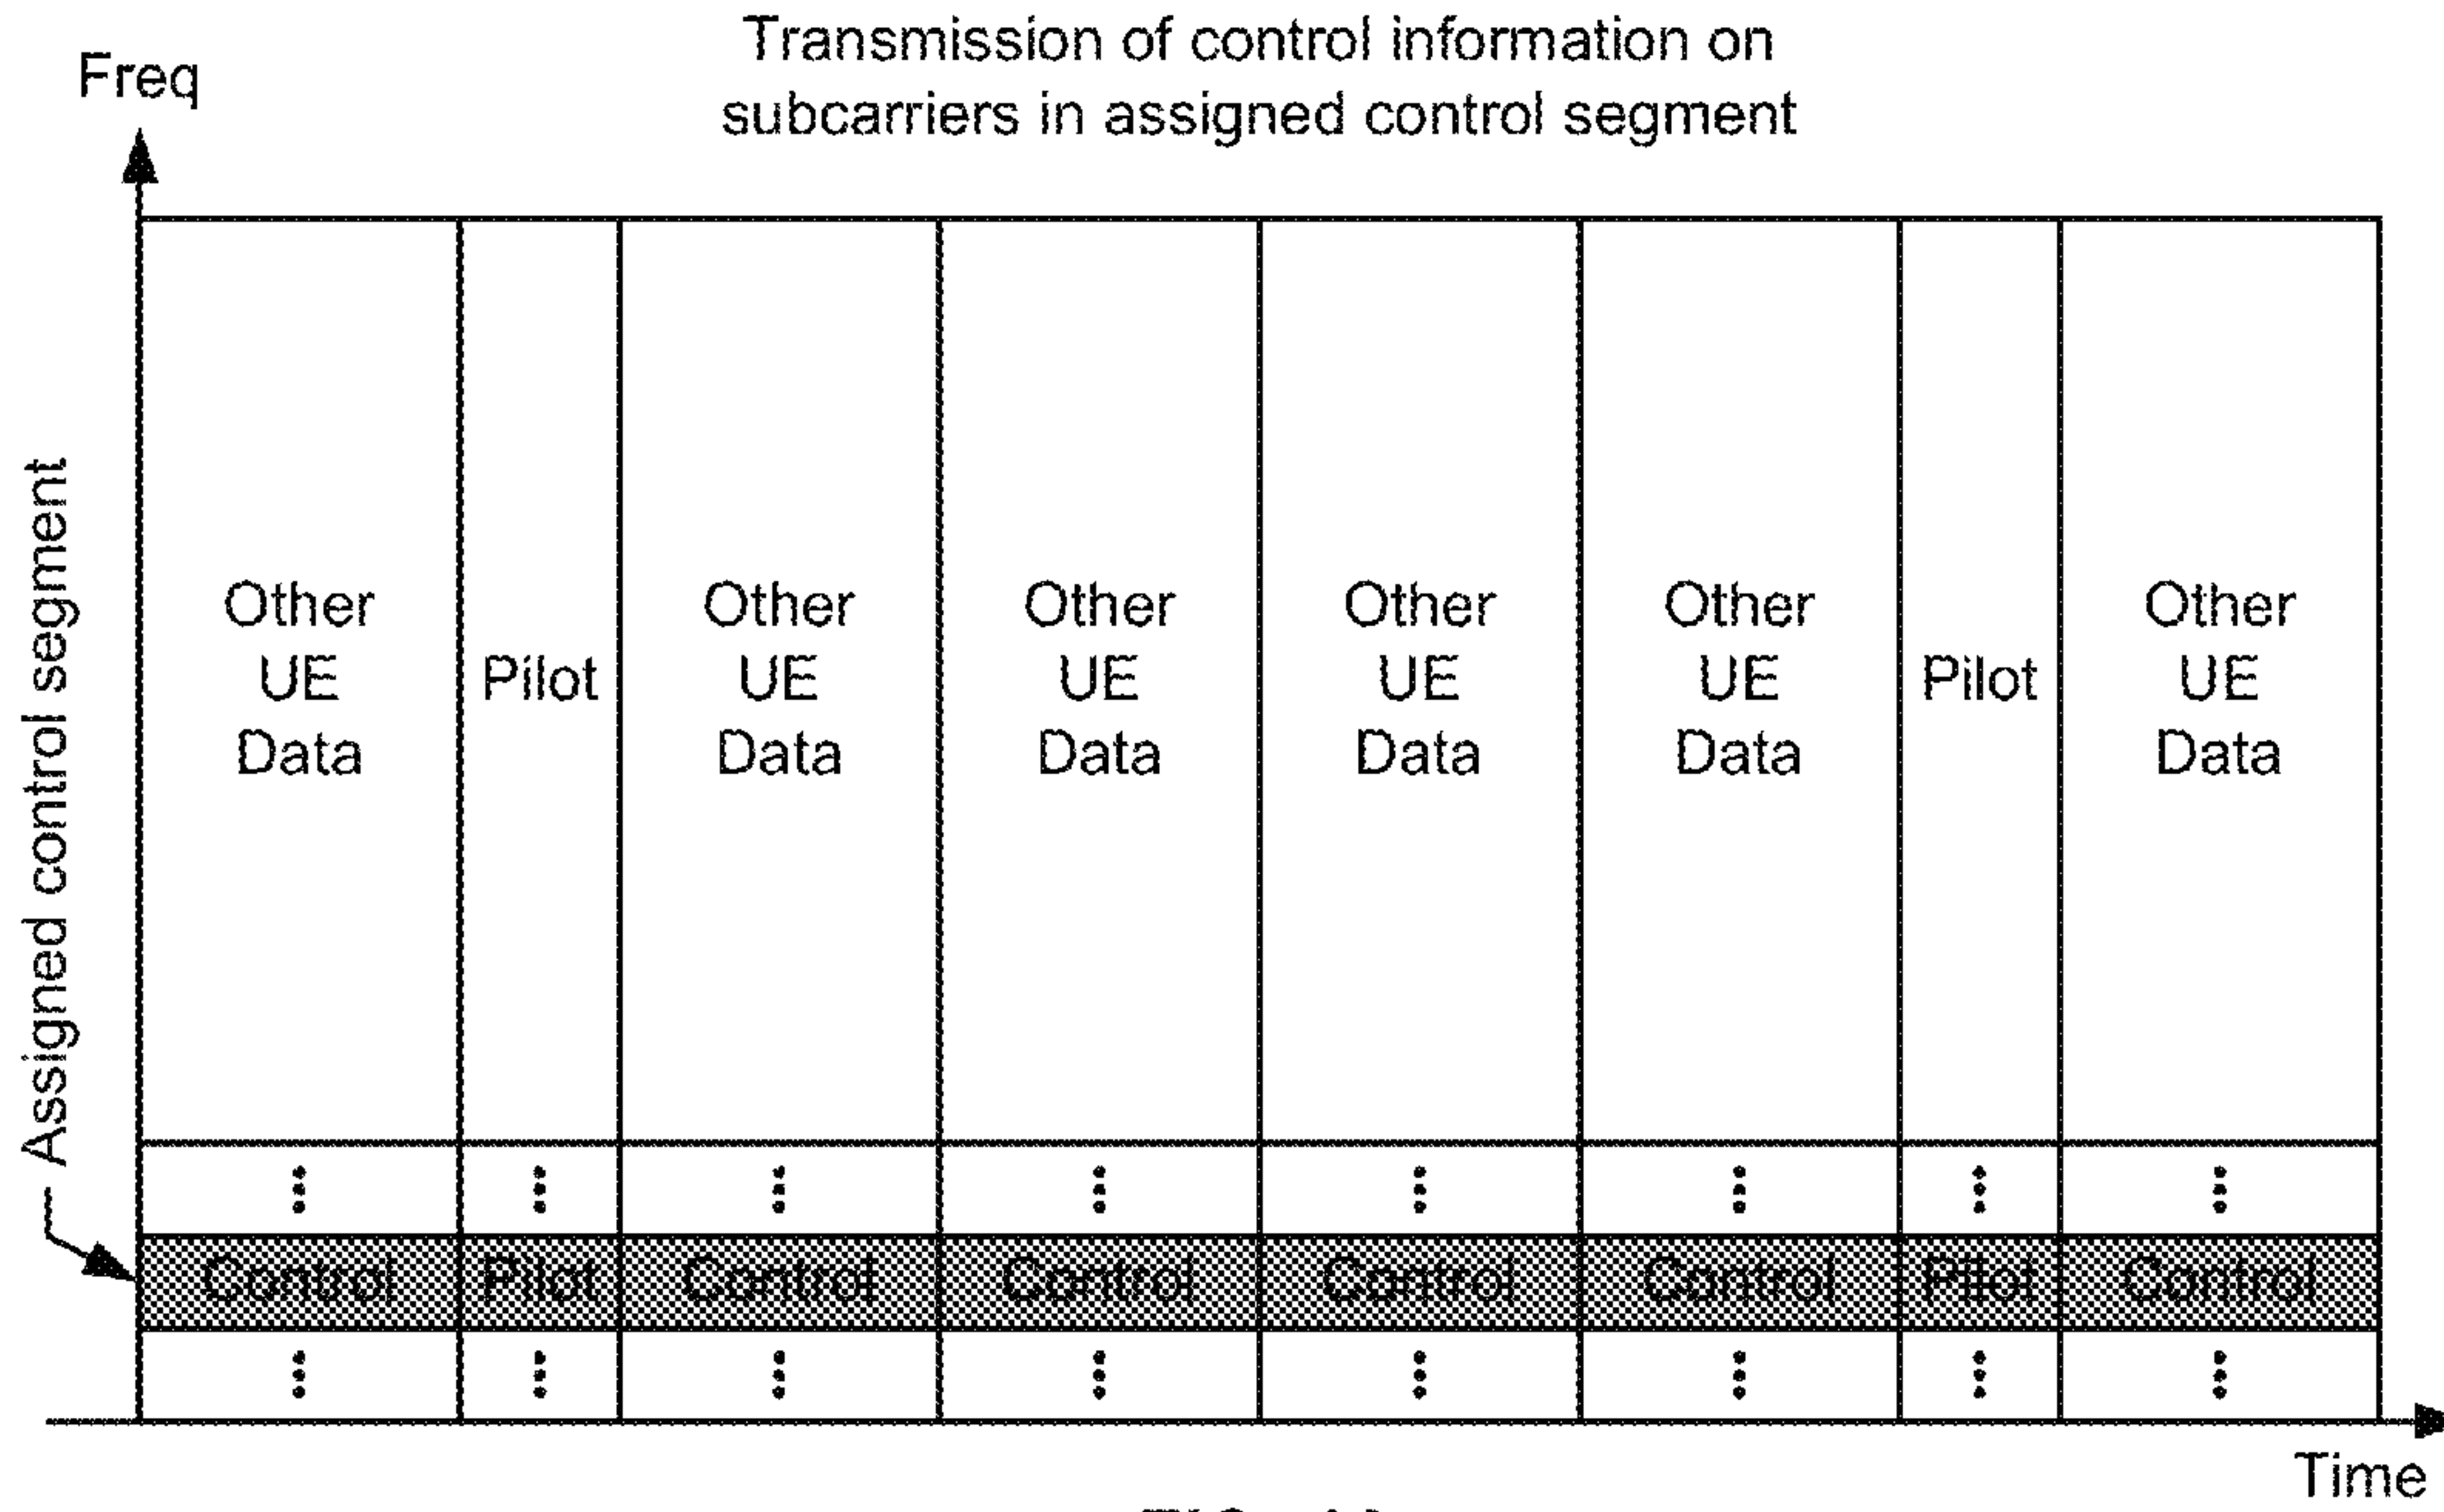 Transmission of control information on
subcarriers in assigned control segment
Freq
Assigned control segment
Other
UE
Data
Pilot
Other
UE
Data
Other
UE
Data
Other
UE
Data
Other
UE
Data
Pilot
Other
UE
Data
Control
Pilot
Control
Control
Control
Control
Pilot
Control
Time